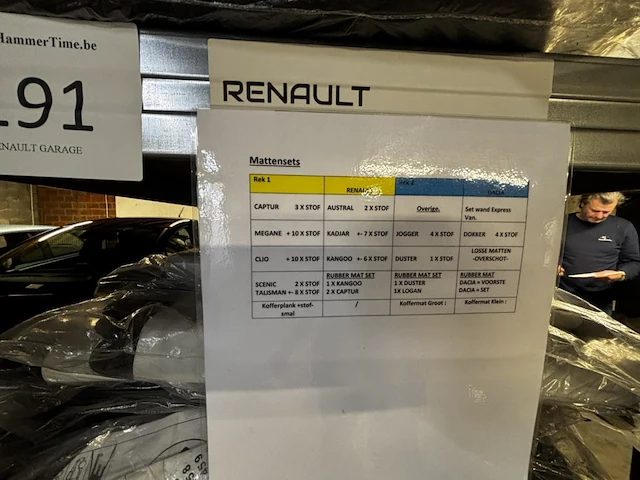 HammerTime.be
191
ENAULT GARAGE
RENAULT
Mattensets
Rek 1
RENAULT
Rek 2
DACIA
CAPTUR 3 X STOF
AUSTRAL 2 X STOF
Overige.
Set wand Express
Van.
MEGANE + 10 X STOF
KADJAR +- 7 X STOF
JOGGER 4 X STOF
DOKKER 4 X STOF
CLIO + 10 X STOF
KANGOO +- 6 X STOF
DUSTER 1 X STOF
LOSSE MATTEN
-OVERSCHOT-
SCENIC 2 X STOF
TALISMAN +- 8 X STOF
RUBBER MAT SET
1 X KANGOO
2 X CAPTUR
RUBBER MAT SET
1 X DUSTER
1X LOGAN
RUBBER MAT
DACIA = VOORSTE
DACIA = SET
Kofferplank +stof-
smal
/
Koffermat Groot :
Koffermat Klein :